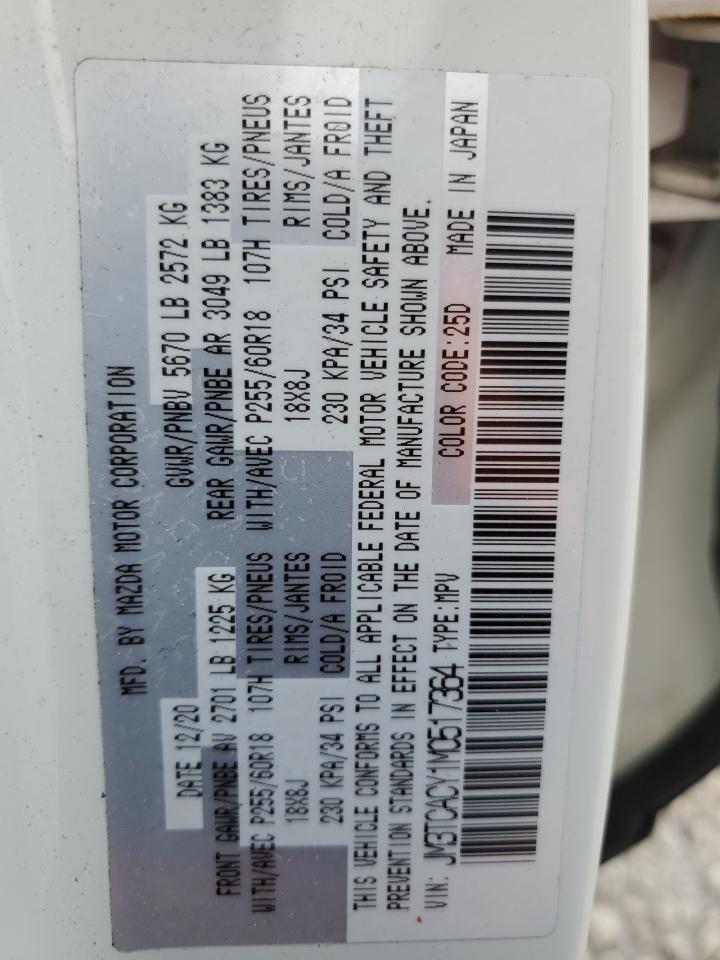 MFD. BY MAZDA MOTOR CORPORATION
DATE 12/20 GVWR/PNBV 5670 LB 2572 KG
FRONT GAWR/PNBE AV 2701 LB 1225 KG REAR GAWR/PNBE AR 3049 LB 1383 KG
WITH/AVEC P255/60R18 107H TIRES/PNEUS WITH/AVEC P255/60R18 107H TIRES/PNEUS
18X8J RIMS/JANTES 18X8J RIMS/JANTES
230 KPA/34 PSI COLD/A FROID 230 KPA/34 PSI COLD/A FROID
THIS VEHICLE CONFORMS TO ALL APPLICABLE FEDERAL MOTOR VEHICLE SAFETY AND THEFT
PREVENTION STANDARDS IN EFFECT ON THE DATE OF MANUFACTURE SHOWN ABOVE.
VIN: JM3TCACY1M0517364 TYPE:MPV COLOR CODE:25D MADE IN JAPAN